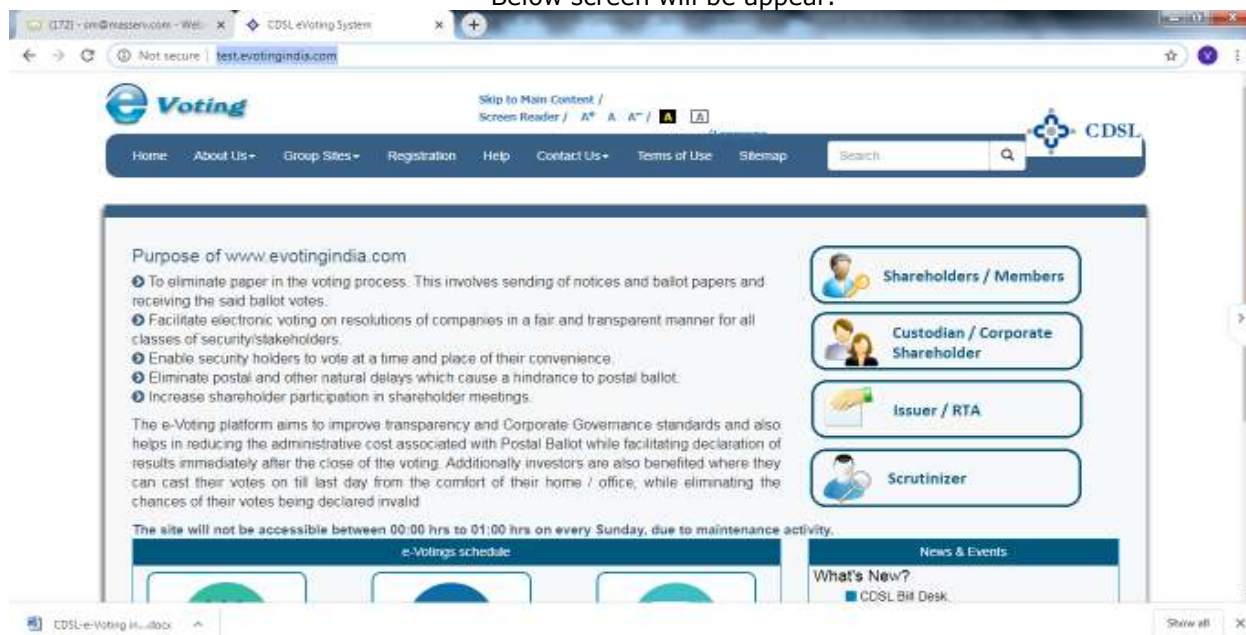 Below screen will be appear:
(172) - CDSL eVoting System
Not secure | test.evotingindia.com
e Voting
Skip to Main Content /
Screen Reader / A+ A A- / A A
CDSL
Home About Us Group Sites Registration Help Contact Us Terms of Use Sitemap Search
Purpose of www.evotingindia.com
To eliminate paper in the voting process. This involves sending of notices and ballot papers and
receiving the said ballot votes.
Facilitate electronic voting on resolutions of companies in a fair and transparent manner for all
classes of security/stakeholders.
Enable security holders to vote at a time and place of their convenience.
Eliminate postal and other natural delays which cause a hindrance to postal ballot.
Increase shareholder participation in shareholder meetings.
The e-Voting platform aims to improve transparency and Corporate Governance standards and also
helps in reducing the administrative cost associated with Postal Ballot while facilitating declaration of
results immediately after the close of the voting. Additionally investors are also benefited where they
can cast their votes on till last day from the comfort of their home / office, while eliminating the
chances of their votes being declared invalid
Shareholders / Members
Custodian / Corporate
Shareholder
Issuer / RTA
Scrutinizer
The site will not be accessible between 00:00 hrs to 01:00 hrs on every Sunday, due to maintenance activity.
e-Votings schedule
News & Events
What's New?
CDSL Bill Desk
CDSL-e-Voting in....docx
Show all